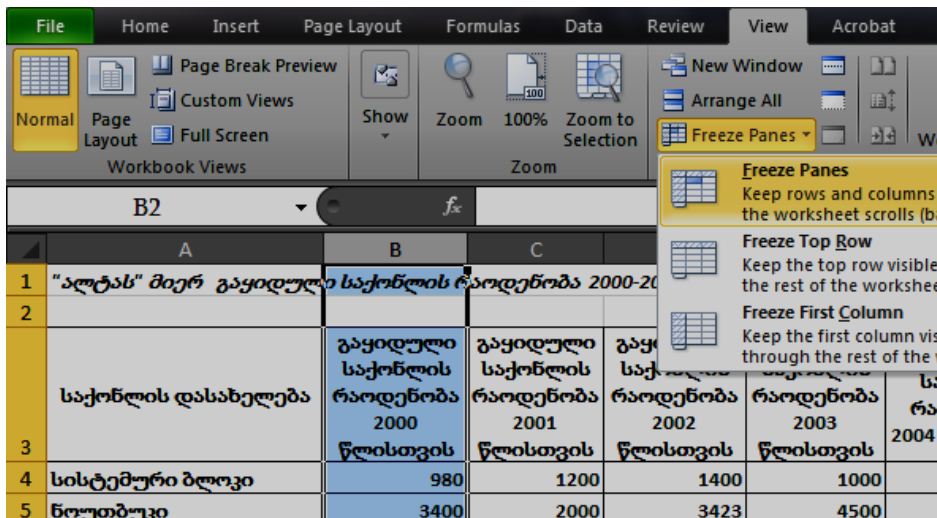 File Home Insert Page Layout Formulas Data Review View Acrobat
Normal
Page Layout
Page Break Preview
Custom Views
Full Screen
Workbook Views
Show
Zoom
100%
Zoom to Selection
Zoom
New Window
Arrange All
Freeze Panes
Freeze Panes
Keep rows and columns
the worksheet scrolls
Freeze Top Row
Keep the top row visible
the rest of the
Freeze First Column
Keep the first column
through the rest of the
B2 fx
A B C
1 "ალტას" მიერ გაყიდული საქონლის რაოდენობა
2
3 საქონლის დასახელება
გაყიდული
საქონლის
რაოდენობა
2000
წლისთვის
გაყიდული
საქონლის
რაოდენობა
2001
წლისთვის
რაოდენობა
2002
წლისთვის
რაოდენობა
2003
წლისთვის
2004
4 სისტემური ბლოკი 980 1200 1400 1000
5 ნოუთბუკი 3400 2000 3423 4500